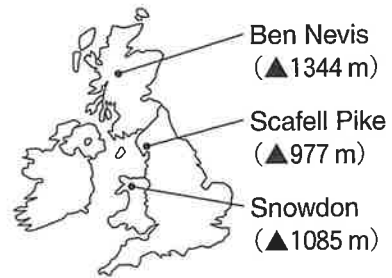 Ben Nevis
(▲1344 m)
Scafell Pike
(▲977 m)
Snowdon
(▲1085 m)